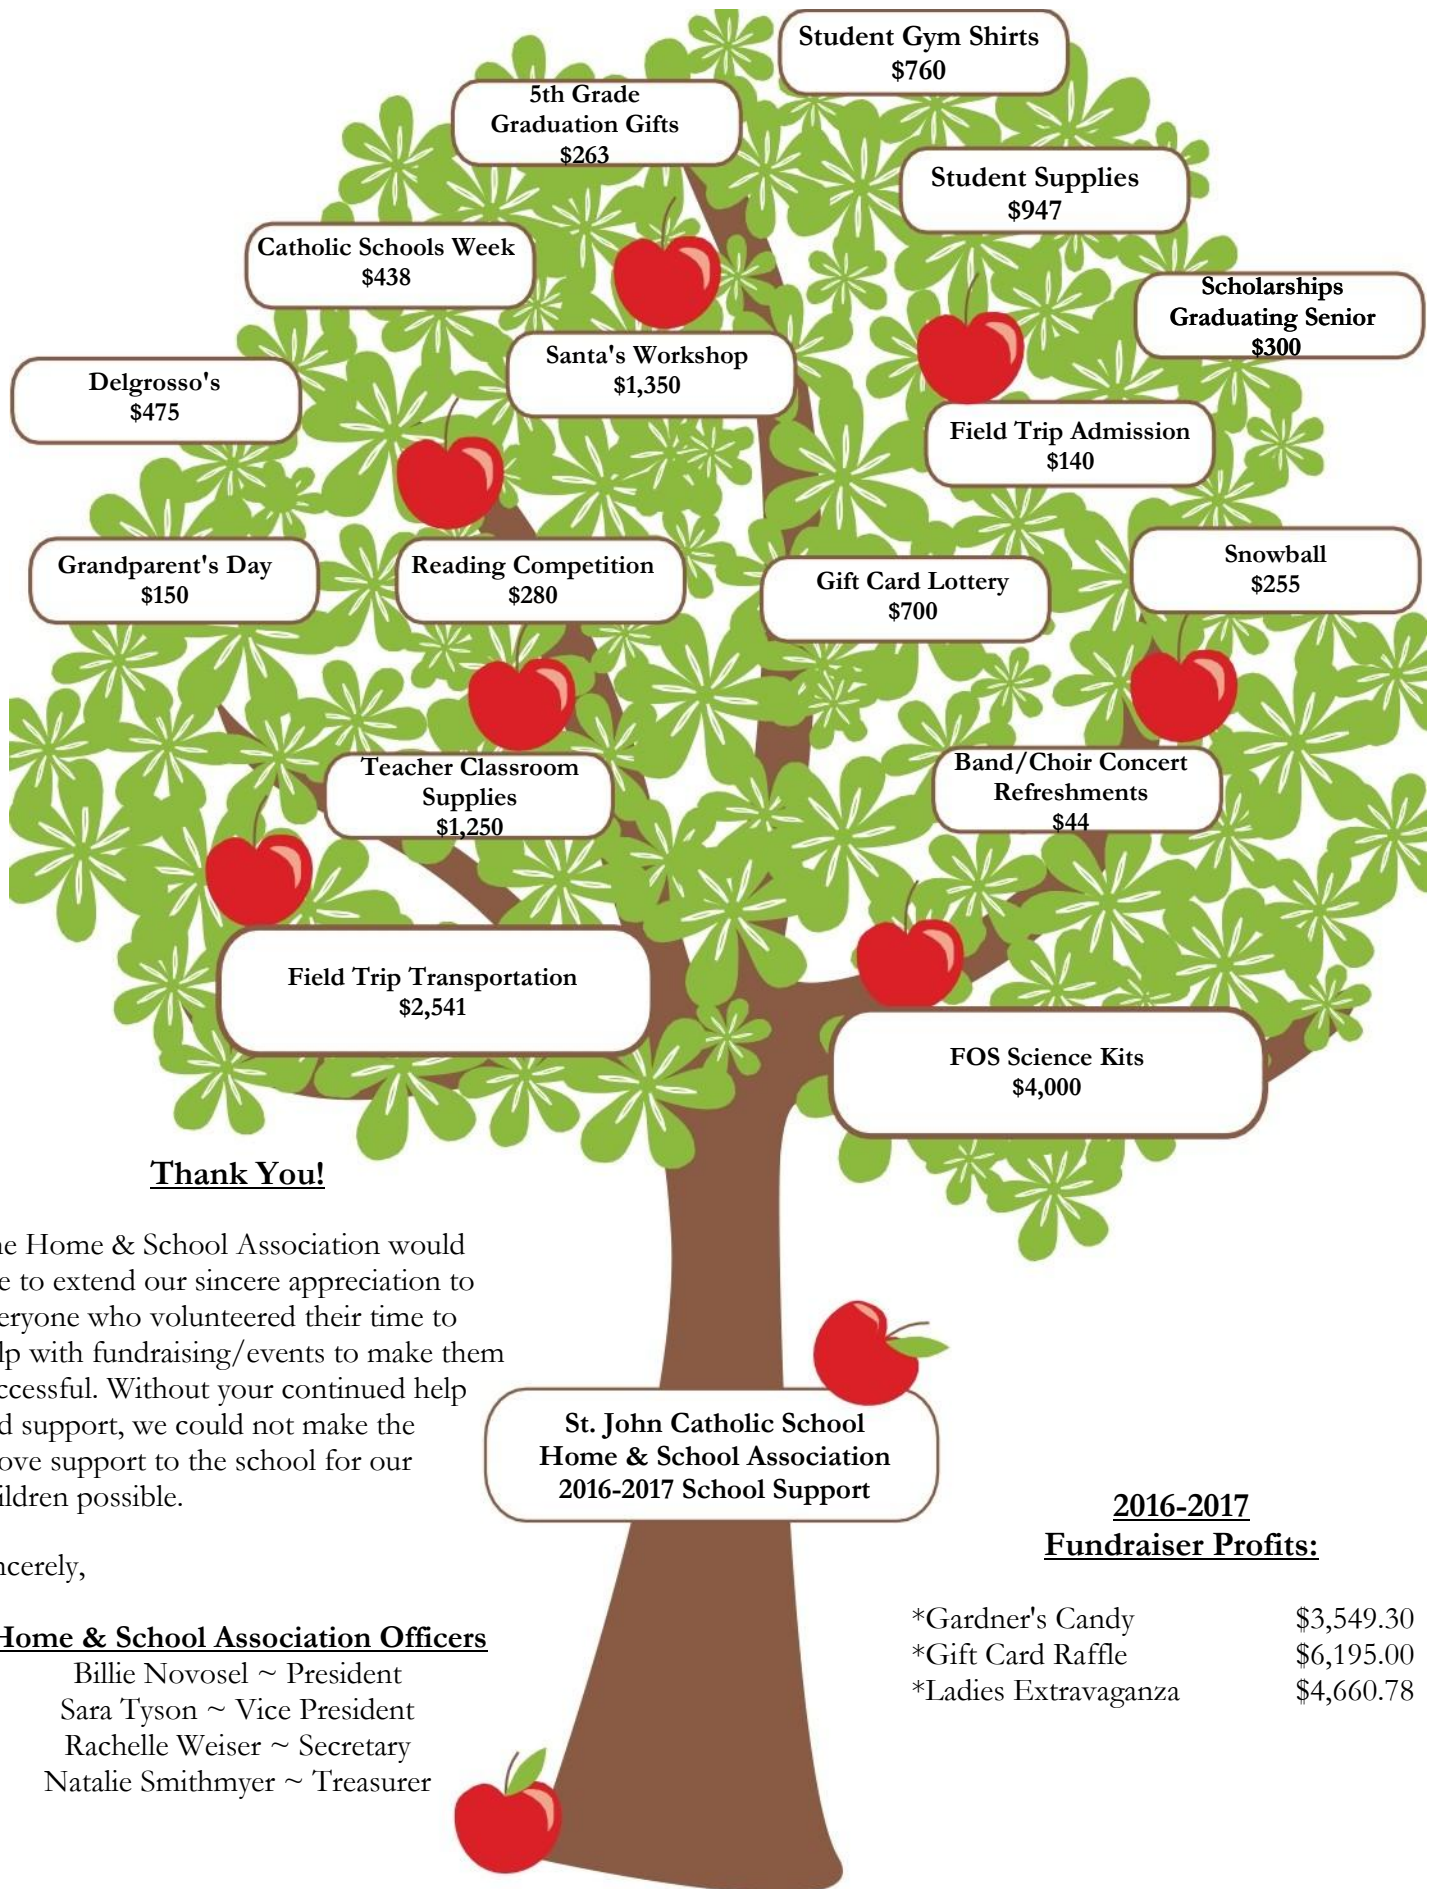 Student Gym Shirts
$760
5th Grade
Graduation Gifts
$263
Student Supplies
$947
Catholic Schools Week
$438
Scholarships
Graduating Senior
$300
Santa's Workshop
$1,350
Delgrosso's
$475
Field Trip Admission
$140
Grandparent's Day
$150
Reading Competition
$280
Gift Card Lottery
$700
Snowball
$255
Teacher Classroom
Supplies
$1,250
Band/Choir Concert
Refreshments
$44
Field Trip Transportation
$2,541
FOS Science Kits
$4,000
Thank You!
he Home & School Association would
e to extend our sincere appreciation to
eryone who volunteered their time to
lp with fundraising/events to make them
ccessful. Without your continued help
d support, we could not make the
ove support to the school for our
ildren possible.
ncerely,
Home & School Association Officers
Billie Novosel ~ President
Sara Tyson ~ Vice President
Rachelle Weiser ~ Secretary
Natalie Smithmyer ~ Treasurer
St. John Catholic School
Home & School Association
2016-2017 School Support
2016-2017
Fundraiser Profits:
*Gardner's Candy $3,549.30
*Gift Card Raffle $6,195.00
*Ladies Extravaganza $4,660.78